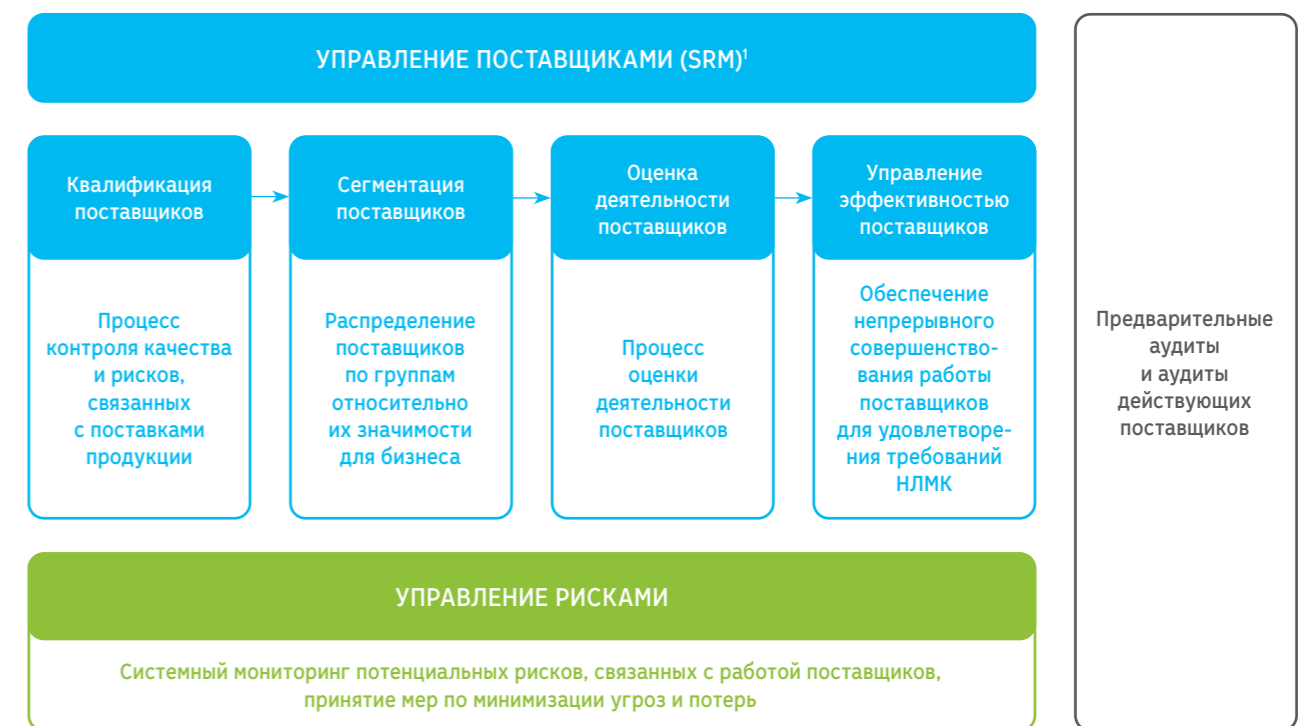 УПРАВЛЕНИЕ ПОСТАВЩИКАМИ (SRM)¹
Квалификация
поставщиков
Процесс
контроля качества
и рисков,
связанных
с поставками
продукции
Сегментация
поставщиков
Распределение
поставщиков
по группам
относительно
их значимости
для бизнеса
Оценка
деятельности
поставщиков
Процесс
оценки
деятельности
поставщиков
Управление
эффективностью
поставщиков
Обеспечение
непрерывного
совершенство-
вания работы
поставщиков
для удовлетворе-
ния требований
НЛМК
УПРАВЛЕНИЕ РИСКАМИ
Системный мониторинг потенциальных рисков, связанных с работой поставщиков,
принятие мер по минимизации угроз и потерь
Предварительные
аудиты
и аудиты
действующих
поставщиков